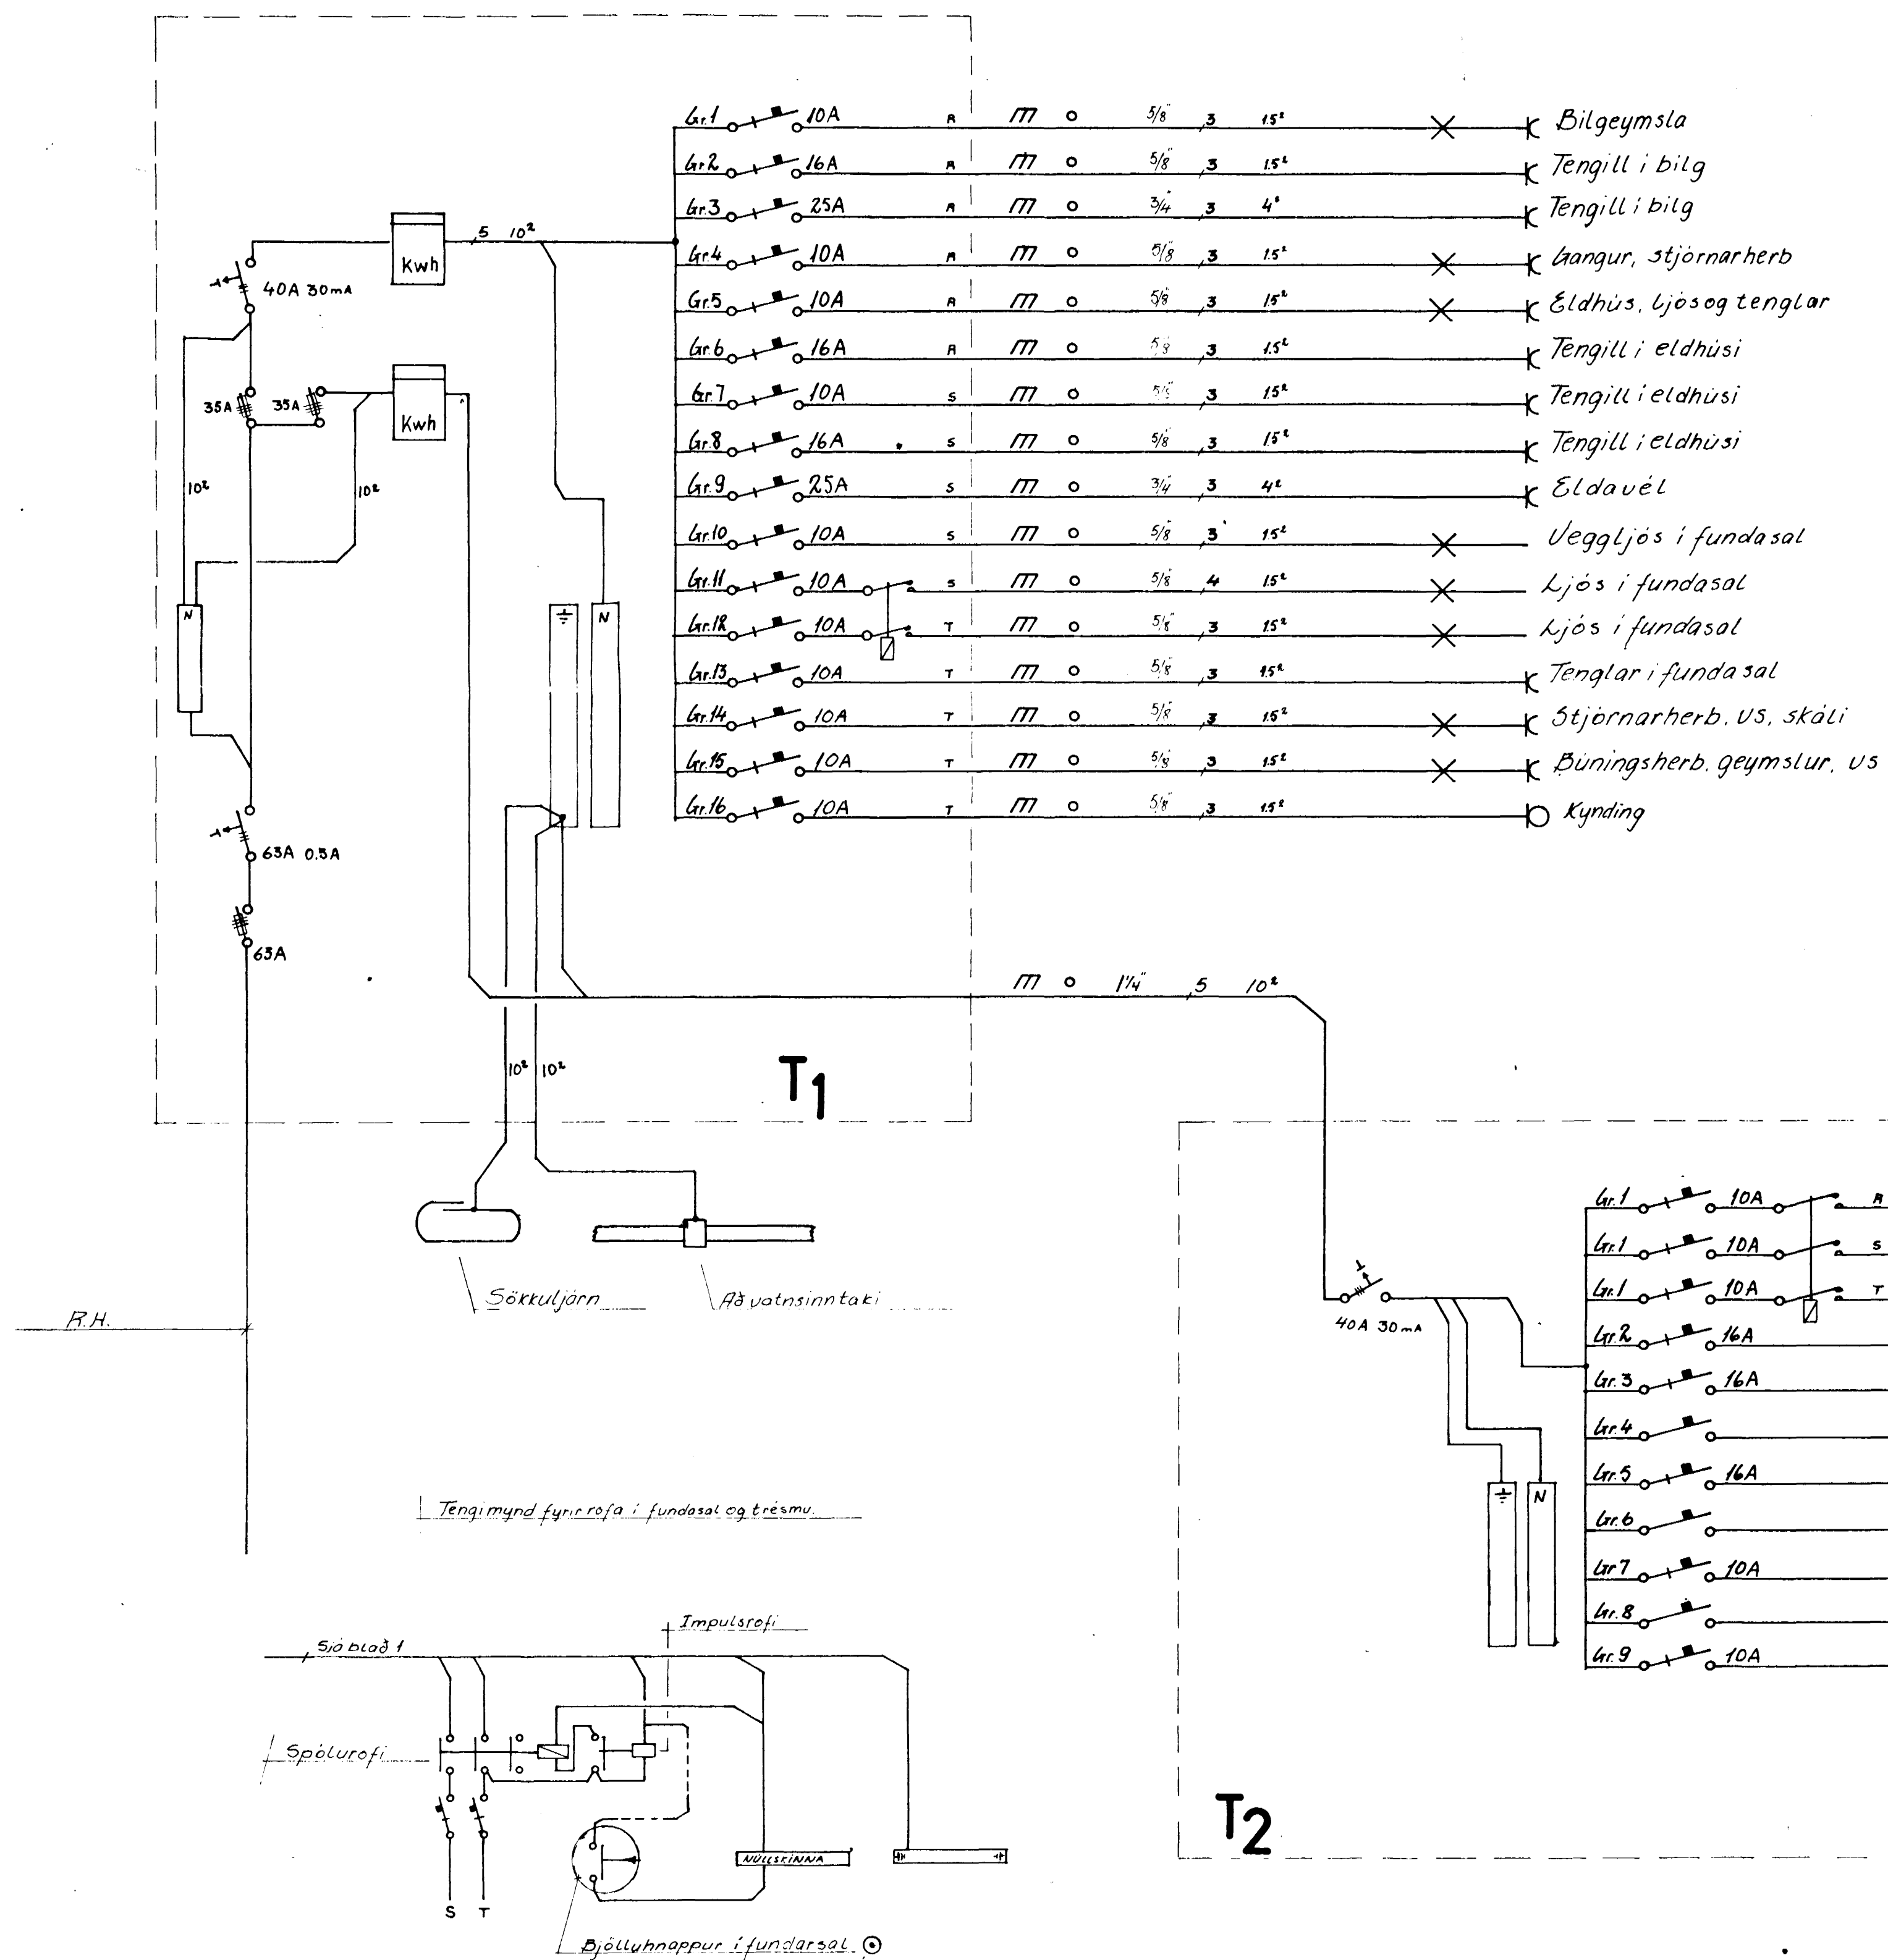 Gr.1 10A R 5/8" 3 1.5² Bilgeymsla
Gr.2 16A R 5/8" 3 1.5² Tengill í bílg
Gr.3 25A R 3/4" 3 4² Tengill í bílg
Gr.4 10A R 5/8" 3 1.5² Gangur, stjórnarherb
Gr.5 10A R 5/8" 3 1.5² Eldhús, ljós og tenglar
Gr.6 16A R 5/8" 3 1.5² Tengill í eldhúsi
Gr.7 10A S 5/8" 3 1.5² Tengill í eldhúsi
Gr.8 16A S 5/8" 3 1.5² Tengill í eldhúsi
Gr.9 25A S 3/4" 3 4² Eldavél
Gr.10 10A S 5/8" 3 1.5² Veggljós í fundasal
Gr.11 10A S 5/8" 4 1.5² Ljós í fundasal
Gr.12 10A T 5/8" 3 1.5² Ljós í fundasal
Gr.13 10A T 5/8" 3 1.5² Tenglar í fundasal
Gr.14 10A T 5/8" 3 1.5² Stjórnarherb. US, skáli
Gr.15 10A T 5/8" 3 1.5² Búningsherb. geymslur, us
Gr.16 10A T 5/8" 3 1.5² Kynding
Kwh
5 10²
40A 30mA
35A 35A
Kwh
10² 10²
N
N
63A 0.5A
63A
1 1/4" 5 10²
10² 10²
T1
Sökkuljárn
Að vatnsinntaki
R.H.
40A 30mA
N
Gr.1 10A R
Gr.1 10A S
Gr.1 10A T
Gr.2 16A
Gr.3 16A
Gr.4
Gr.5 16A
Gr.6
Gr.7 10A
Gr.8
Gr.9 10A
T2
Tengimynd fyrir rofa í fundasal og trésmv.
Impulsrofi
Sjá blað 1
Spólurofi
NÚLLSKINNA
S T
Bjölluhnappur í fundarsal